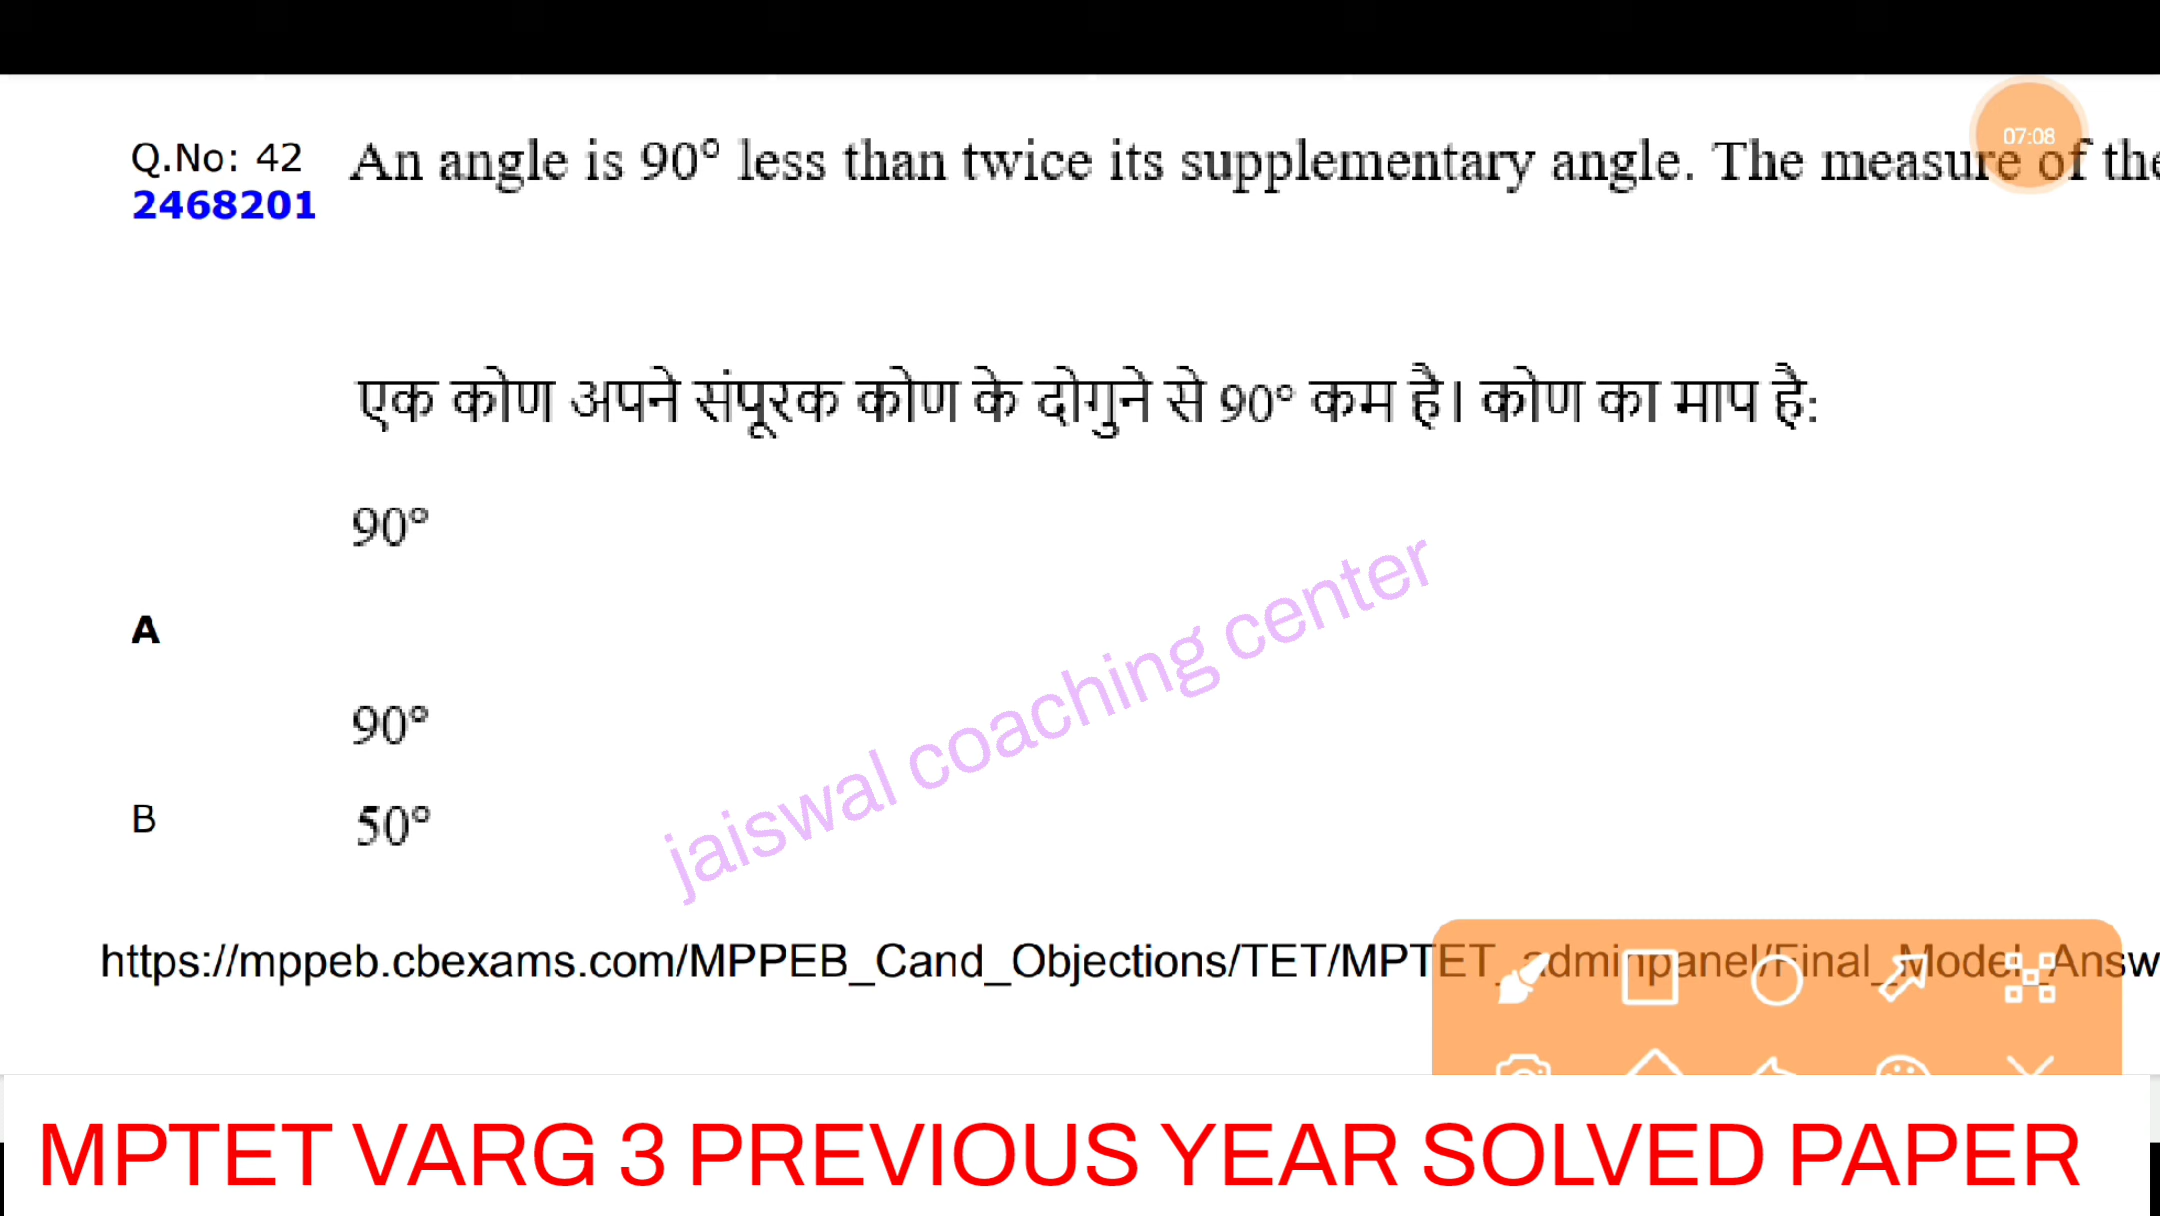 07:08
Q.No: 42 An angle is 90° less than twice its supplementary angle. The measure of the
2468201
एक कोण अपने संपूरक कोण के दोगुने से 90° कम है। कोण का माप है:
90°
A
90°
B 50°
jaiswal coaching center
https://mppeb.cbexams.com/MPPEB_Cand_Objections/TET/MPTET_adminpanel/Final_Model_Answ
MPTET VARG 3 PREVIOUS YEAR SOLVED PAPER